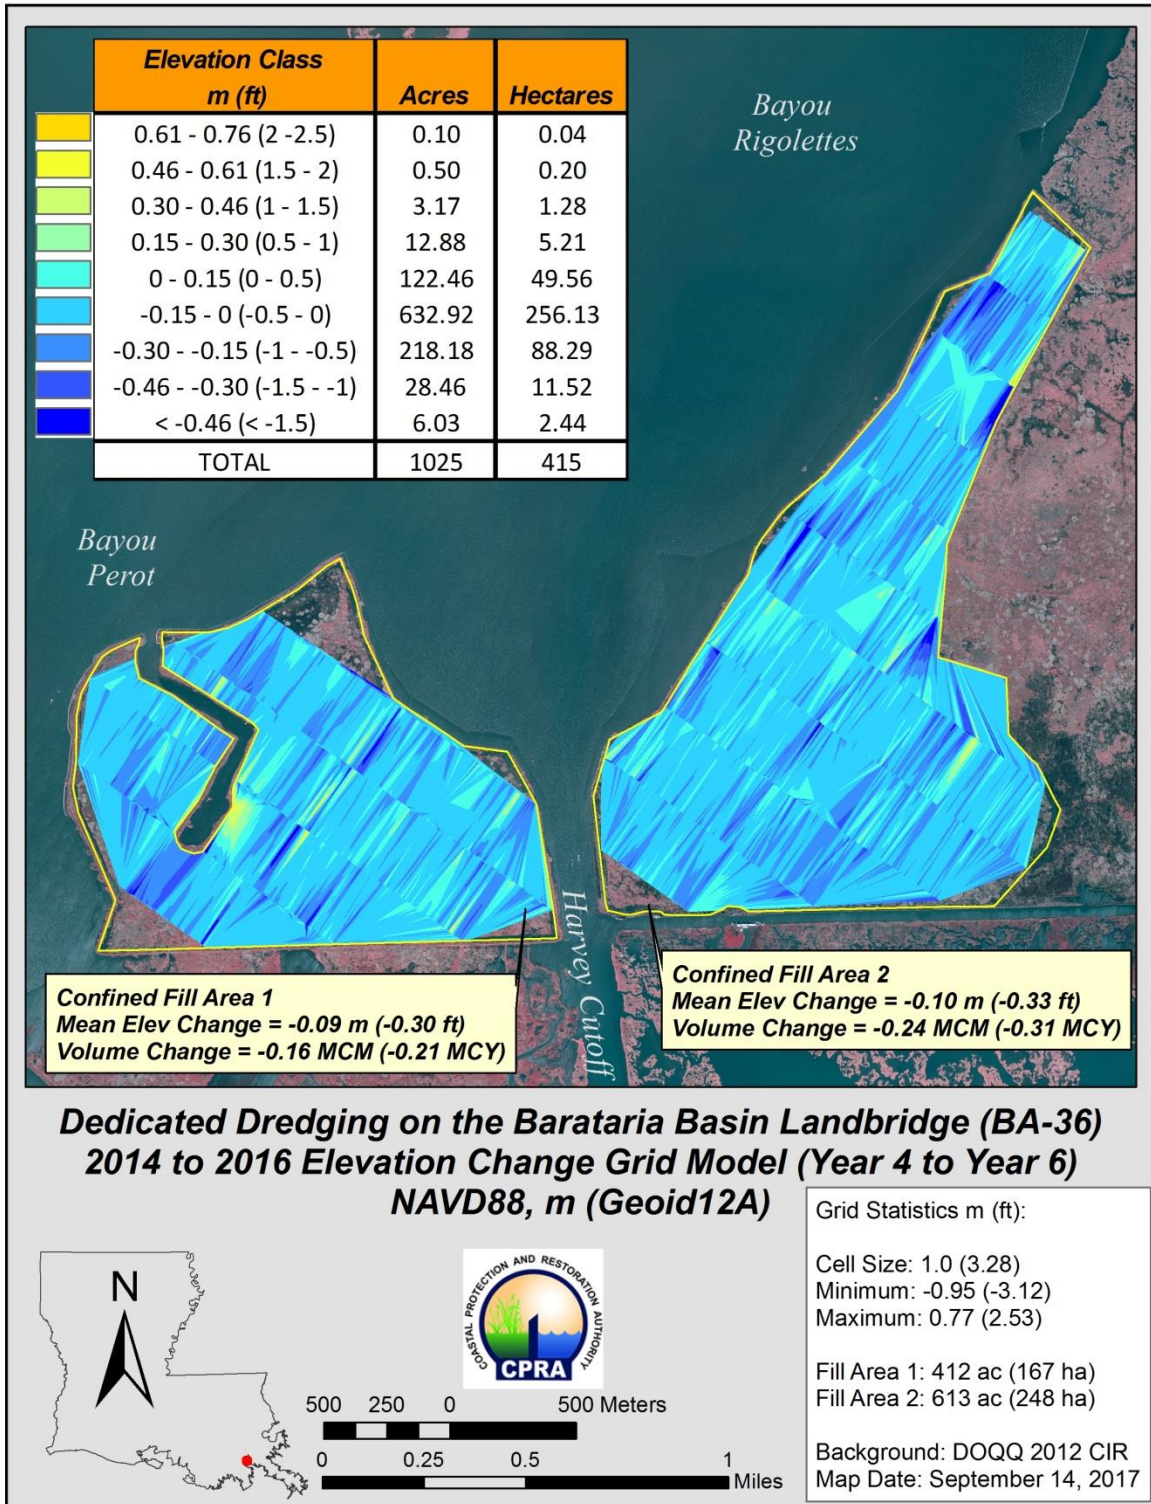 Elevation Class
m (ft) Acres Hectares
0.61 - 0.76 (2 -2.5) 0.10 0.04
0.46 - 0.61 (1.5 - 2) 0.50 0.20
0.30 - 0.46 (1 - 1.5) 3.17 1.28
0.15 - 0.30 (0.5 - 1) 12.88 5.21
0 - 0.15 (0 - 0.5) 122.46 49.56
-0.15 - 0 (-0.5 - 0) 632.92 256.13
-0.30 - -0.15 (-1 - -0.5) 218.18 88.29
-0.46 - -0.30 (-1.5 - -1) 28.46 11.52
< -0.46 (< -1.5) 6.03 2.44
TOTAL 1025 415
Bayou
Rigolettes
Bayou
Perot
Harvey Cutoff
Confined Fill Area 1
Mean Elev Change = -0.09 m (-0.30 ft)
Volume Change = -0.16 MCM (-0.21 MCY)
Confined Fill Area 2
Mean Elev Change = -0.10 m (-0.33 ft)
Volume Change = -0.24 MCM (-0.31 MCY)
Dedicated Dredging on the Barataria Basin Landbridge (BA-36)
2014 to 2016 Elevation Change Grid Model (Year 4 to Year 6)
NAVD88, m (Geoid12A)
N
COASTAL PROTECTION AND RESTORATION AUTHORITY
CPRA
500 250 0 500 Meters
0 0.25 0.5 1
Miles
Grid Statistics m (ft):
Cell Size: 1.0 (3.28)
Minimum: -0.95 (-3.12)
Maximum: 0.77 (2.53)
Fill Area 1: 412 ac (167 ha)
Fill Area 2: 613 ac (248 ha)
Background: DOQQ 2012 CIR
Map Date: September 14, 2017